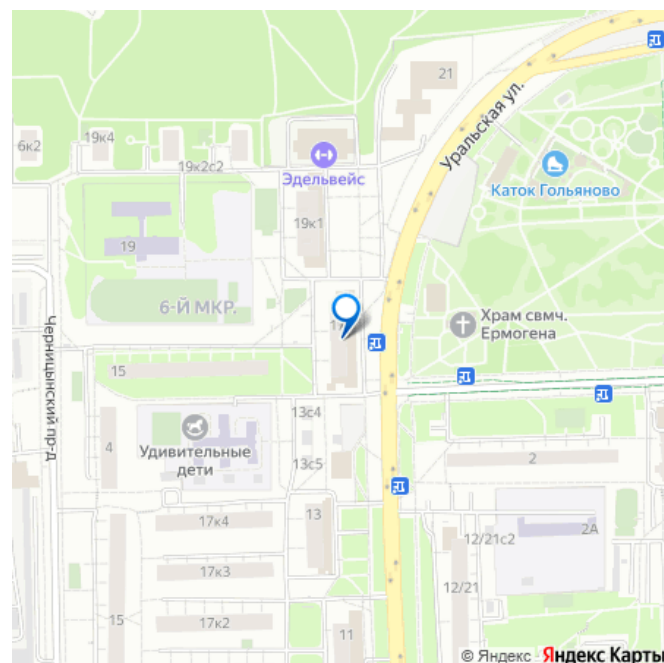 21
Уральская ул.
6к2
19к4
19к2с2
Эдельвейс
Каток Гольяново
19к1
19
6-Й МКР.
17
Храм свмч.
Ермогена
Черницынский пр-д
15
13с4
4
Удивительные
дети
13с5
2
17к4
13
12/21с2
2А
17к3
12/21
15
17к2
11
© Яндекс
Яндекс Карты